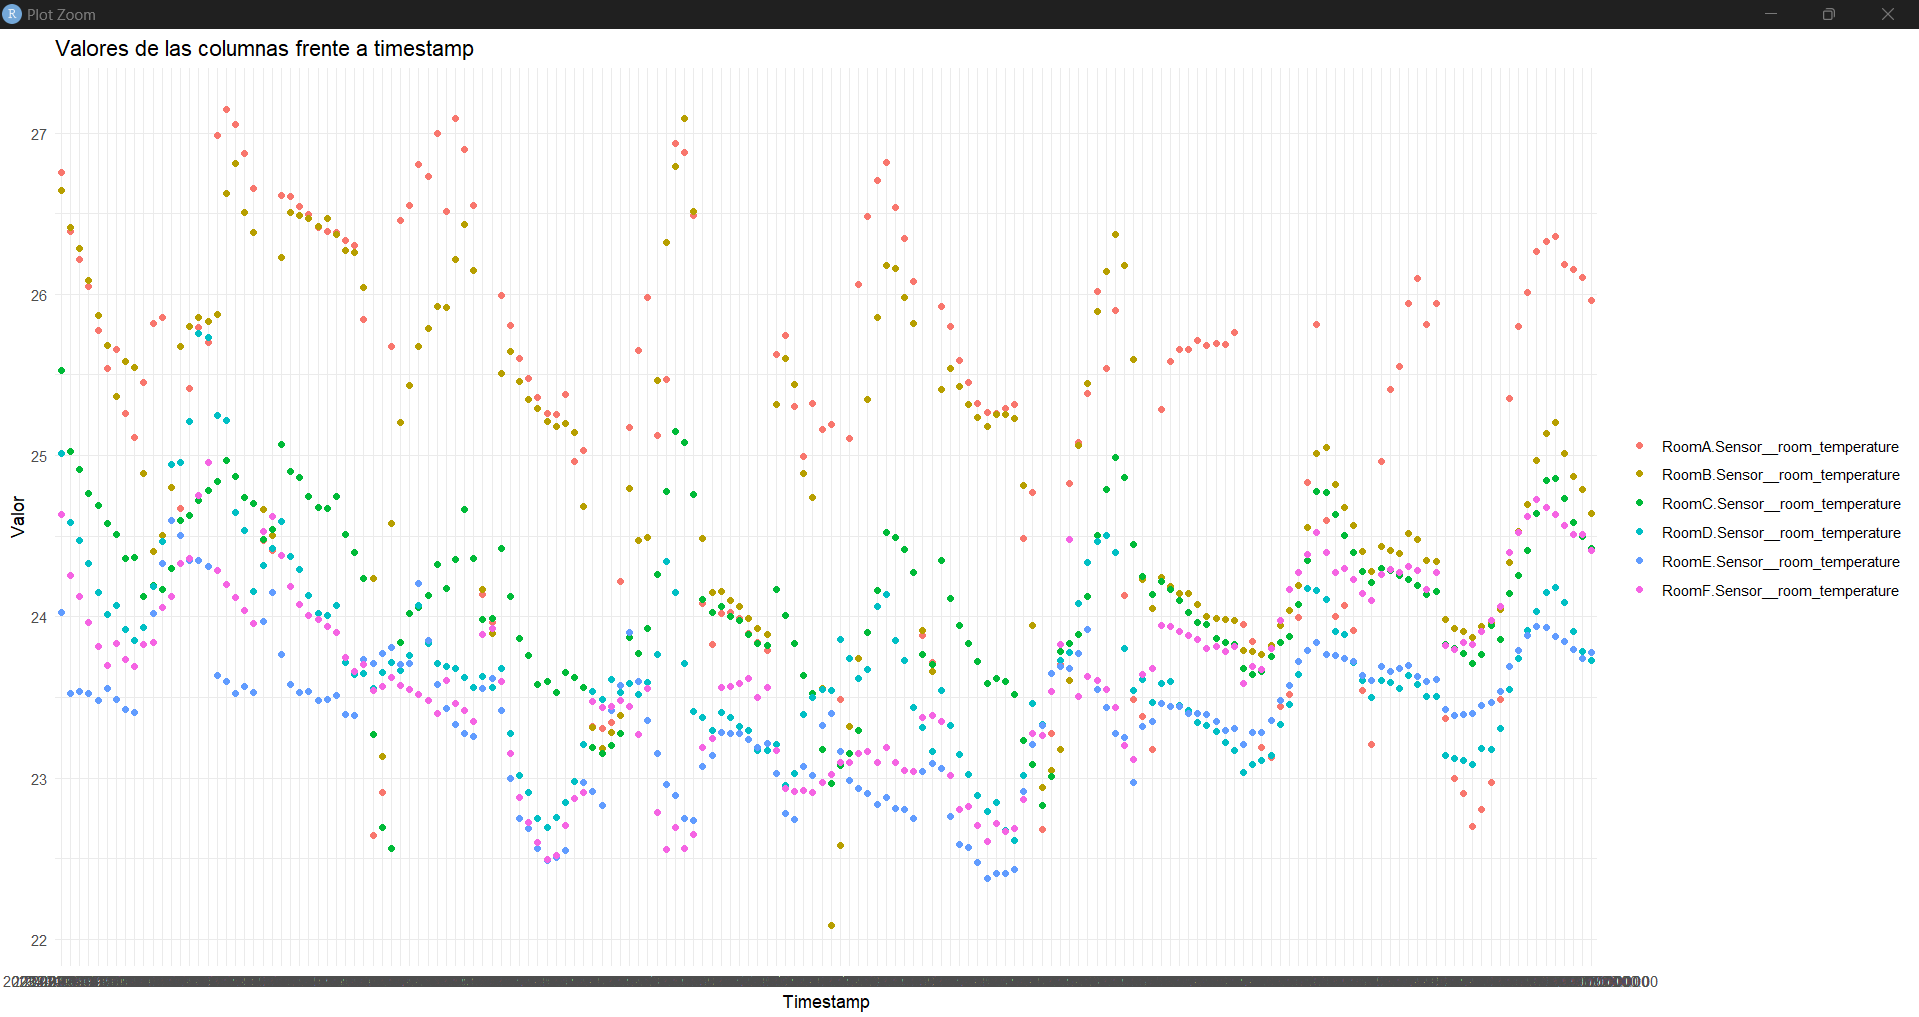 R Plot Zoom
Valores de las columnas frente a timestamp
27
26
25
24
23
22
Valor
Timestamp
RoomA.Sensor__room_temperature
RoomB.Sensor__room_temperature
RoomC.Sensor__room_temperature
RoomD.Sensor__room_temperature
RoomE.Sensor__room_temperature
RoomF.Sensor__room_temperature